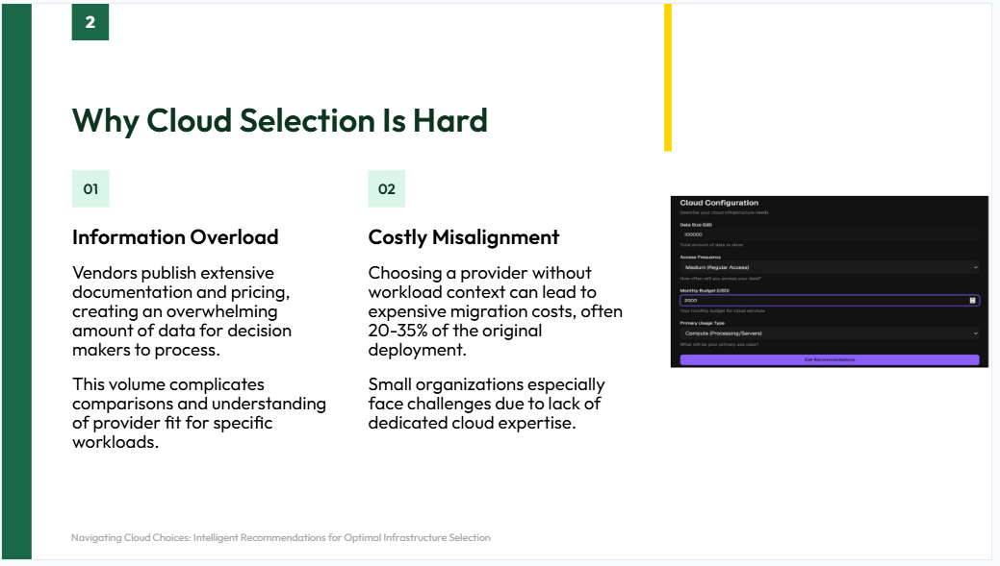 2
Why Cloud Selection Is Hard
01
Information Overload
Vendors publish extensive
documentation and pricing,
creating an overwhelming
amount of data for decision
makers to process.
This volume complicates
comparisons and understanding
of provider fit for specific
workloads.
02
Costly Misalignment
Choosing a provider without
workload context can lead to
expensive migration costs, often
20-35% of the original
deployment.
Small organizations especially
face challenges due to lack of
dedicated cloud expertise.
Cloud Configuration
Describe your cloud infrastructure needs
Data Size (GB)
100000
Total amount of data to store
Access Frequency
Medium (Regular Access)
How often will you access your data?
Monthly Budget (USD)
2000
Your monthly budget for cloud services
Primary Usage Type
Compute (Processing/Servers)
What will be your primary use case?
Get Recommendations
Navigating Cloud Choices: Intelligent Recommendations for Optimal Infrastructure Selection